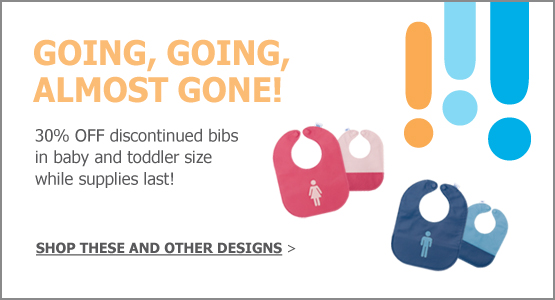 GOING, GOING,
ALMOST GONE!
30% OFF discontinued bibs
in baby and toddler size
while supplies last!
SHOP THESE AND OTHER DESIGNS >